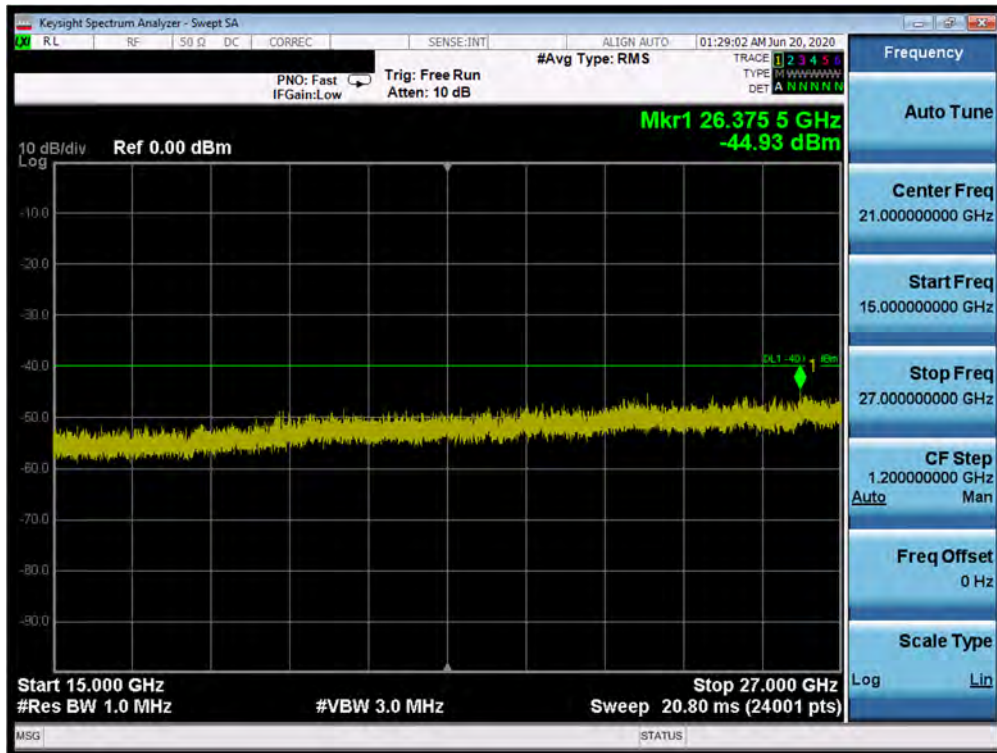 Keysight Spectrum Analyzer - Swept SA
LXI RL RF 50 Ω DC CORREC SENSE:INT ALIGN AUTO 01:29:02 AM Jun 20, 2020
#Avg Type: RMS
TRACE 1 2 3 4 5 6
PNO: Fast
Trig: Free Run
TYPE M WWWWW
IFGain:Low
Atten: 10 dB
DET A N N N N N
Mkr1 26.375 5 GHz
-44.93 dBm
10 dB/div
Log
Ref 0.00 dBm
-10.0
-20.0
-30.0
-40.0
DL1 -40
dBm
1
-50.0
-60.0
-70.0
-80.0
-90.0
Start 15.000 GHz
Stop 27.000 GHz
#Res BW 1.0 MHz
#VBW 3.0 MHz
Sweep 20.80 ms (24001 pts)
MSG
STATUS
Frequency
Auto Tune
Center Freq
21.000000000 GHz
Start Freq
15.000000000 GHz
Stop Freq
27.000000000 GHz
CF Step
1.200000000 GHz
Auto Man
Freq Offset
0 Hz
Scale Type
Log Lin